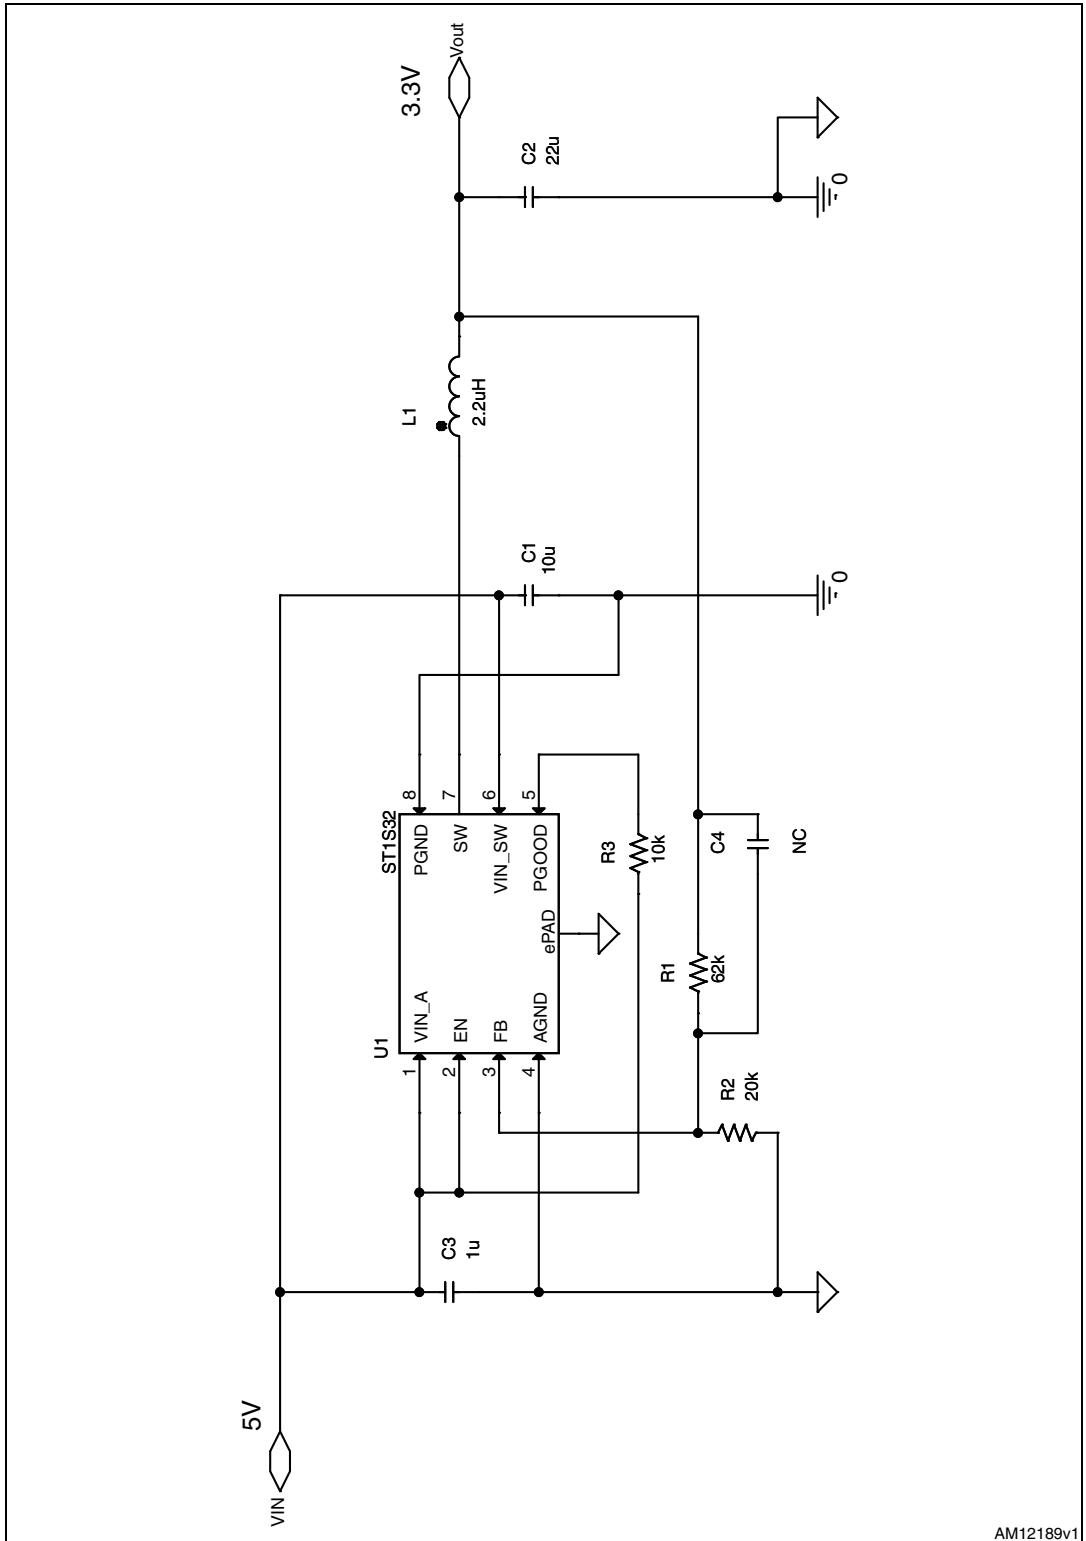 VIN
5V
C3
1u
U1
ST1S32
1
2
3
4
VIN_A
EN
FB
AGND
ePAD
PGND
SW
VIN_SW
PGOOD
8
7
6
5
R3
10k
R2
20k
R1
62k
C4
NC
C1
10u
0
L1
2.2uH
C2
22u
0
3.3V
Vout
AM12189v1